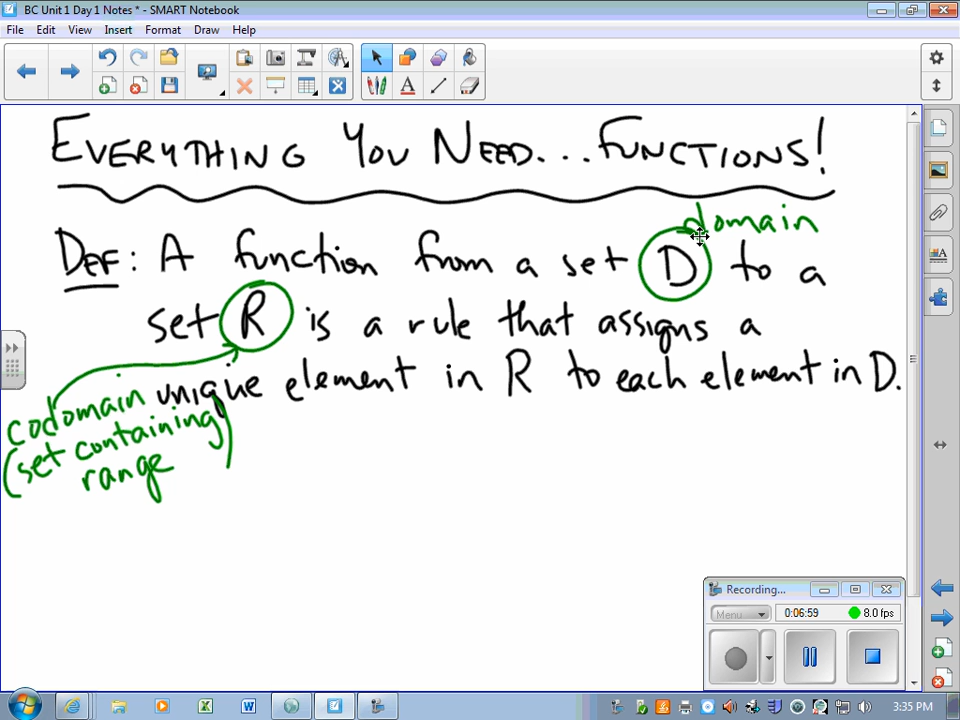 BC Unit 1 Day 1 Notes * - SMART Notebook
File Edit View Insert Format Draw Help
EVERYTHING YOU NEED...FUNCTIONS!
domain
DEF: A function from a set D to a
set R is a rule that assigns a
unique element in R to each element in D.
codomain
(set containing)
range
Recording...
Menu 0:06:59 8.0 fps
3:35 PM